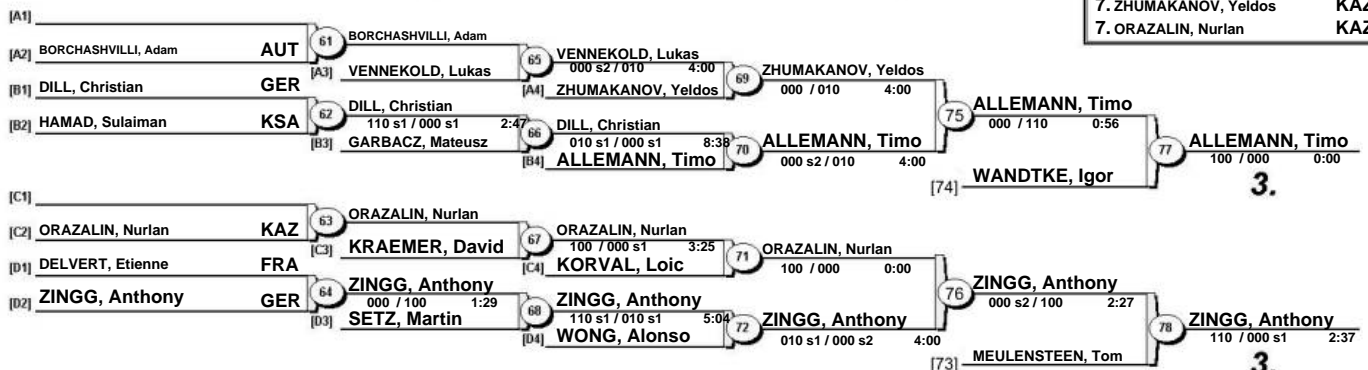 7. ZHUMAKANOV, Yeldos KAZ
7. ORAZALIN, Nurlan KAZ
[A1]
[A2] BORCHASHVILLI, Adam AUT
61 BORCHASHVILLI, Adam
[A3] VENNEKOLD, Lukas
65 VENNEKOLD, Lukas
000 s2 / 010 4:00
[A4] ZHUMAKANOV, Yeldos
69 ZHUMAKANOV, Yeldos
000 / 010 4:00
[B1] DILL, Christian GER
[B2] HAMAD, Sulaiman KSA
62 DILL, Christian
110 s1 / 000 s1 2:47
[B3] GARBACZ, Mateusz
66 DILL, Christian
010 s1 / 000 s1 8:38
[B4] ALLEMANN, Timo
70 ALLEMANN, Timo
000 s2 / 010 4:00
75 ALLEMANN, Timo
000 / 110 0:56
[74] WANDTKE, Igor
77 ALLEMANN, Timo
100 / 000 0:00
3.
[C1]
[C2] ORAZALIN, Nurlan KAZ
63 ORAZALIN, Nurlan
[C3] KRAEMER, David
67 ORAZALIN, Nurlan
100 / 000 s1 3:25
[C4] KORVAL, Loic
71 ORAZALIN, Nurlan
100 / 000 0:00
[D1] DELVERT, Etienne FRA
[D2] ZINGG, Anthony GER
64 ZINGG, Anthony
000 / 100 1:29
[D3] SETZ, Martin
68 ZINGG, Anthony
110 s1 / 010 s1 5:04
[D4] WONG, Alonso
72 ZINGG, Anthony
010 s1 / 000 s2 4:00
76 ZINGG, Anthony
000 s2 / 100 2:27
[73] MEULENSTEEN, Tom
78 ZINGG, Anthony
110 / 000 s1 2:37
3.